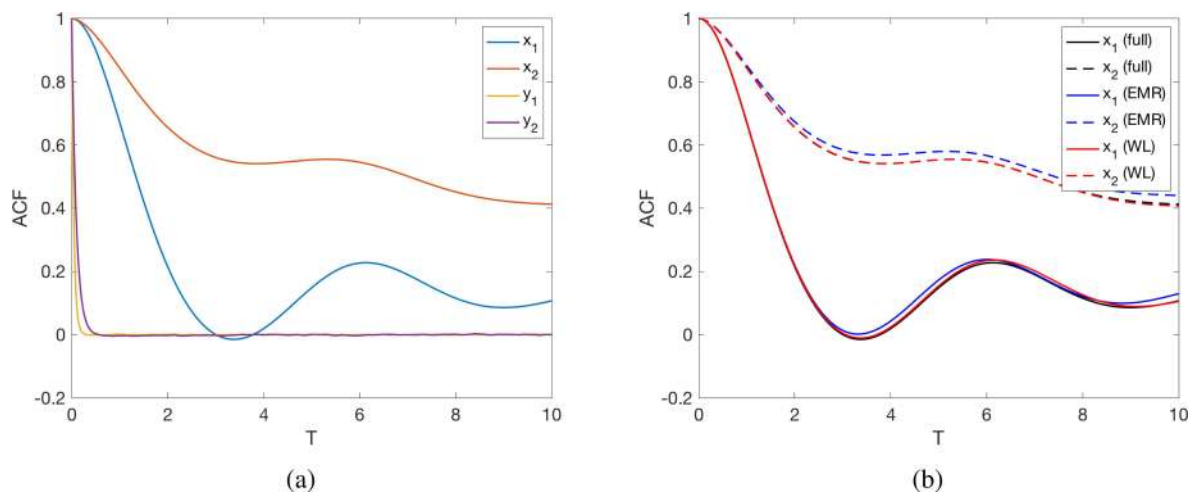 1
0.8
0.6
0.4
0.2
0
-0.2
ACF
0 2 4 6 8 10
T
x1
x2
y1
y2
(a)
1
0.8
0.6
0.4
0.2
0
-0.2
ACF
0 2 4 6 8 10
T
x1 (full)
x2 (full)
x1 (EMR)
x2 (EMR)
x1 (WL)
x2 (WL)
(b)